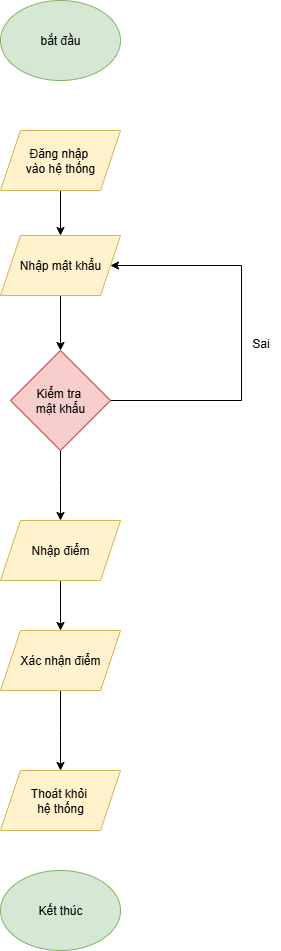 bắt đầu
Đăng nhập
vào hệ thống
Nhập mật khẩu
Sai
Kiểm tra
mật khẩu
Nhập điểm
Xác nhận điểm
Thoát khỏi
hệ thống
Kết thúc